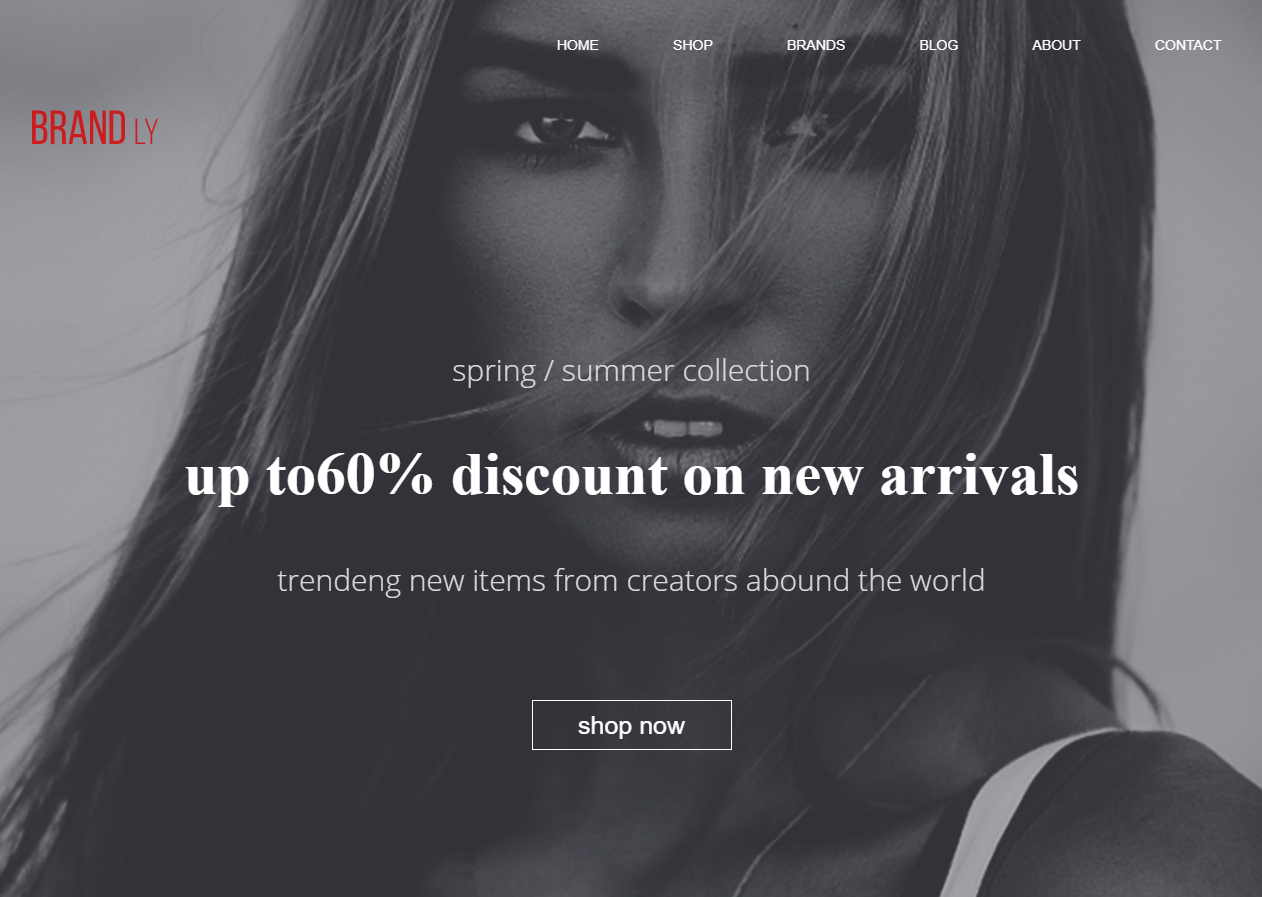 HOME SHOP BRANDS BLOG ABOUT CONTACT
BRAND LY
spring / summer collection
up to60% discount on new arrivals
trendeng new items from creators abound the world
shop now